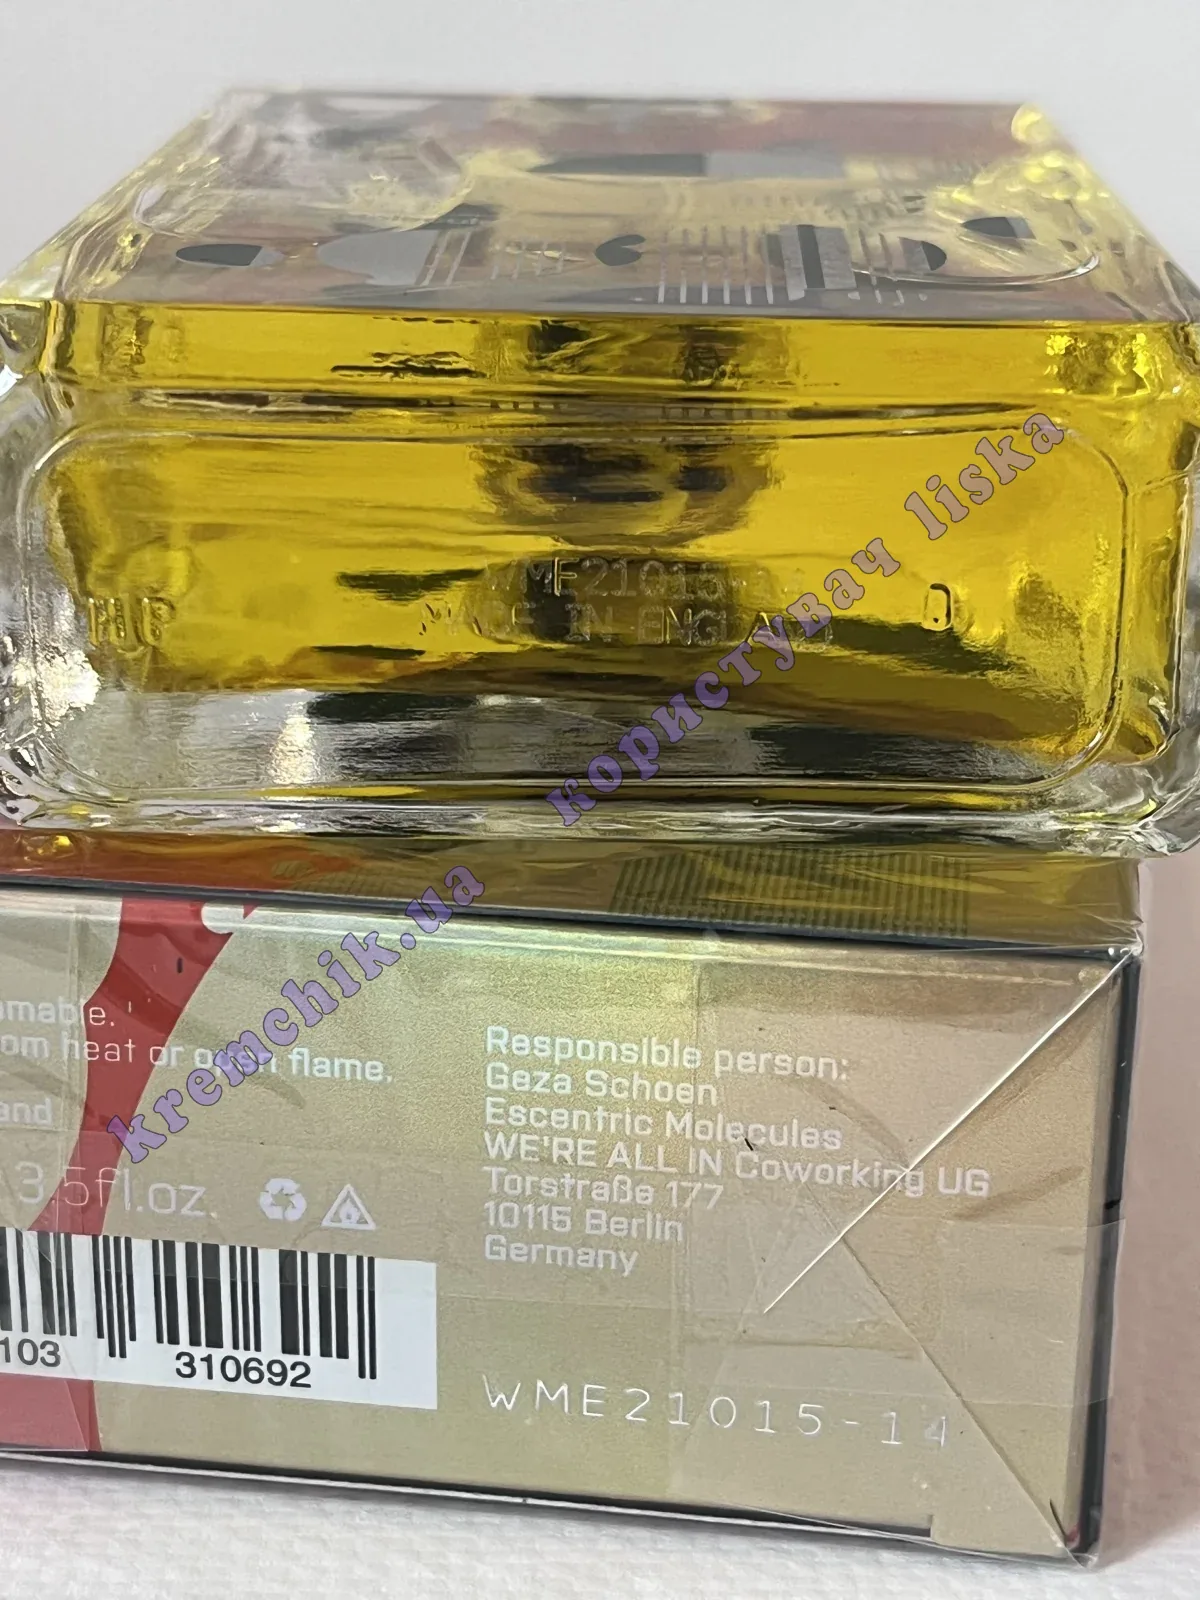 HB
WME21015-14
MADE IN ENGLAND
D
користувач liska
kremchik.ua
mable.
om heat or open flame.
and
3.5fl.oz.
103
310692
Responsible person:
Geza Schoen
Escentric Molecules
WE'RE ALL IN Coworking UG
Torstraße 177
10115 Berlin
Germany
WME21015-14